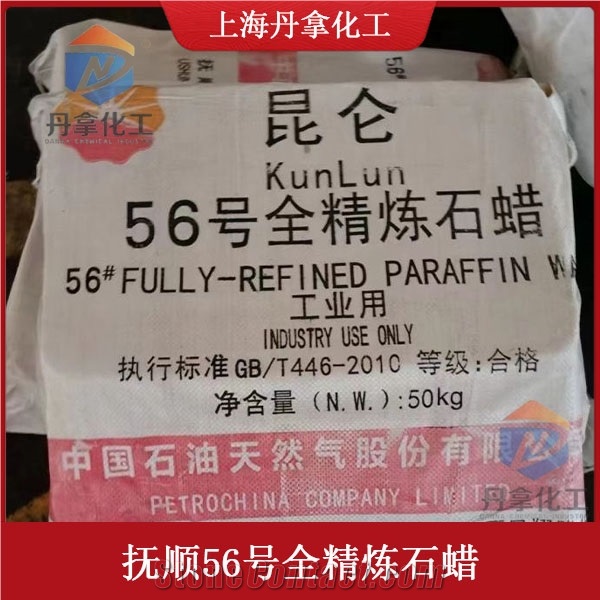 上海丹拿化工
丹拿化工
56#
昆仑
KunLun
56号全精炼石蜡
56# FULLY-REFINED PARAFFIN WA
工业用
INDUSTRY USE ONLY
执行标准GB/T446-2010 等级:合格
净含量(N.W.):50kg
中国石油天然气股份有限公司
PETROCHINA COMPANY LIMITED
丹拿化工
抚顺56号全精炼石蜡
StoneContact.com